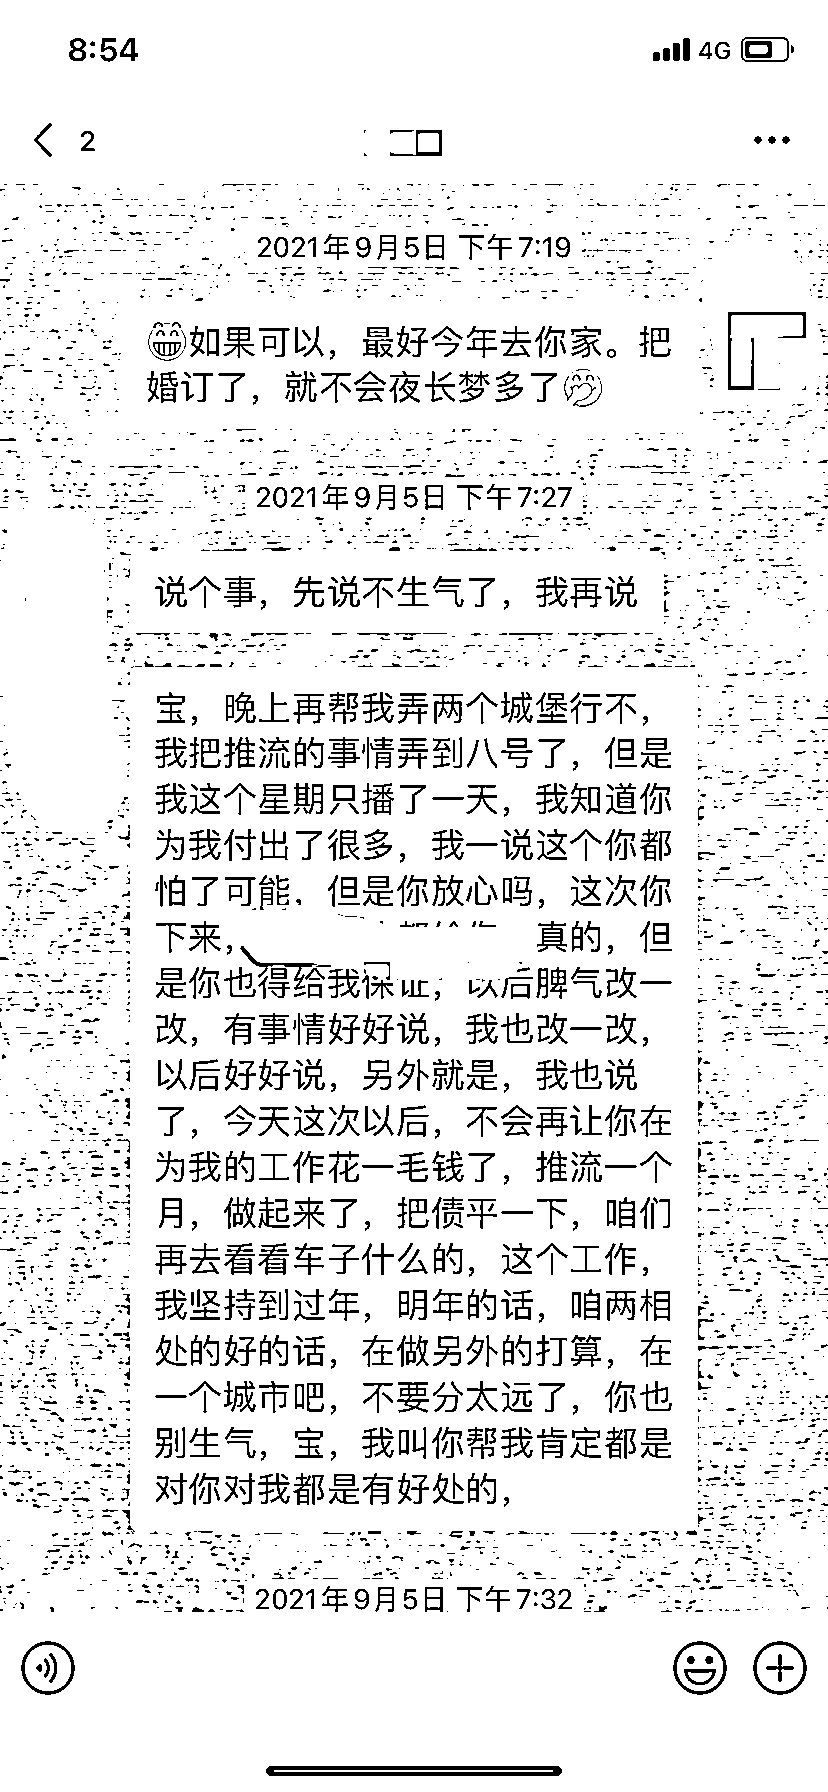 8:54
4G
2
2021年9月5日 下午7:19
😁如果可以，最好今年去你家。把
婚订了，就不会夜长梦多了🤭
2021年9月5日 下午7:27
说个事，先说不生气了，我再说
宝，晚上再帮我弄两个城堡行不，
我把推流的事情弄到八号了，但是
我这个星期只播了一天，我知道你
为我付出了很多，我一说这个你都
怕了可能，但是你放心吗，这次你
下来，真的，但
是你也得给我保证，以后脾气改一
改，有事情好好说，我也改一改，
以后好好说，另外就是，我也说
了，今天这次以后，不会再让你在
为我的工作花一毛钱了，推流一个
月，做起来了，把债平一下，咱们
再去看看车子什么的，这个工作，
我坚持到过年，明年的话，咱两相
处的好的话，在做另外的打算，在
一个城市吧，不要分太远了，你也
别生气，宝，我叫你帮我肯定都是
对你对我都是有好处的，
2021年9月5日 下午7:32